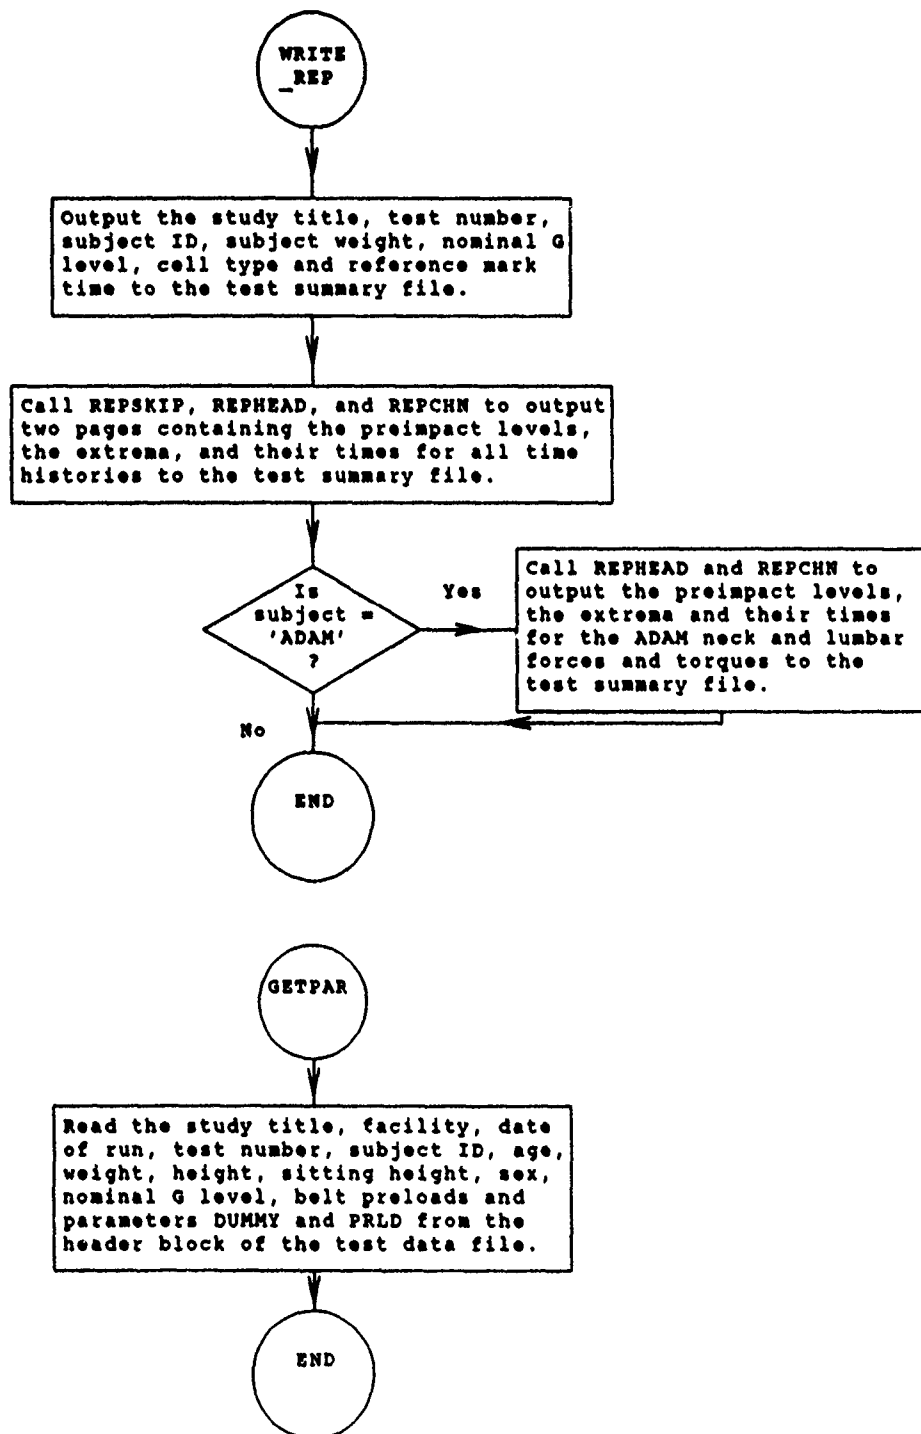 WRITE
_REP
Output the study title, test number,
subject ID, subject weight, nominal G
level, cell type and reference mark
time to the test summary file.
Call REPSKIP, REPHEAD, and REPCHN to output
two pages containing the preimpact levels,
the extrema, and their times for all time
histories to the test summary file.
Is
subject =
'ADAM'
?
Yes
Call REPHEAD and REPCHN to
output the preimpact levels,
the extrema and their times
for the ADAM neck and lumbar
forces and torques to the
test summary file.
No
END
GETPAR
Read the study title, facility, date
of run, test number, subject ID, age,
weight, height, sitting height, sex,
nominal G level, belt preloads and
parameters DUMMY and PRLD from the
header block of the test data file.
END